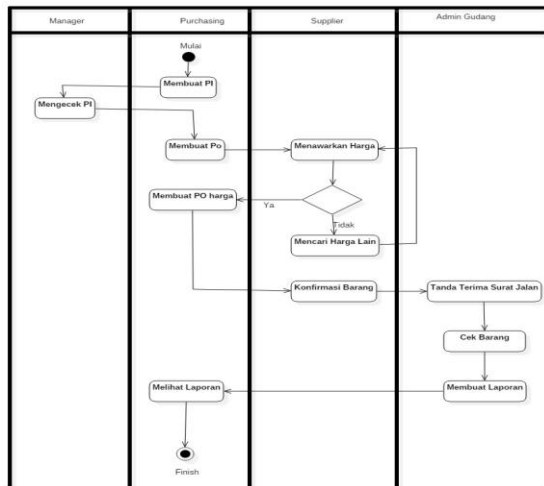 Manager
Purchasing
Supplier
Admin Gudang
Mulai
Membuat PI
Mengecek PI
Membuat Po
Menawarkan Harga
Membuat PO harga
Ya
Tidak
Mencari Harga Lain
Konfirmasi Barang
Tanda Terima Surat Jalan
Cek Barang
Melihat Laporan
Membuat Laporan
Finish